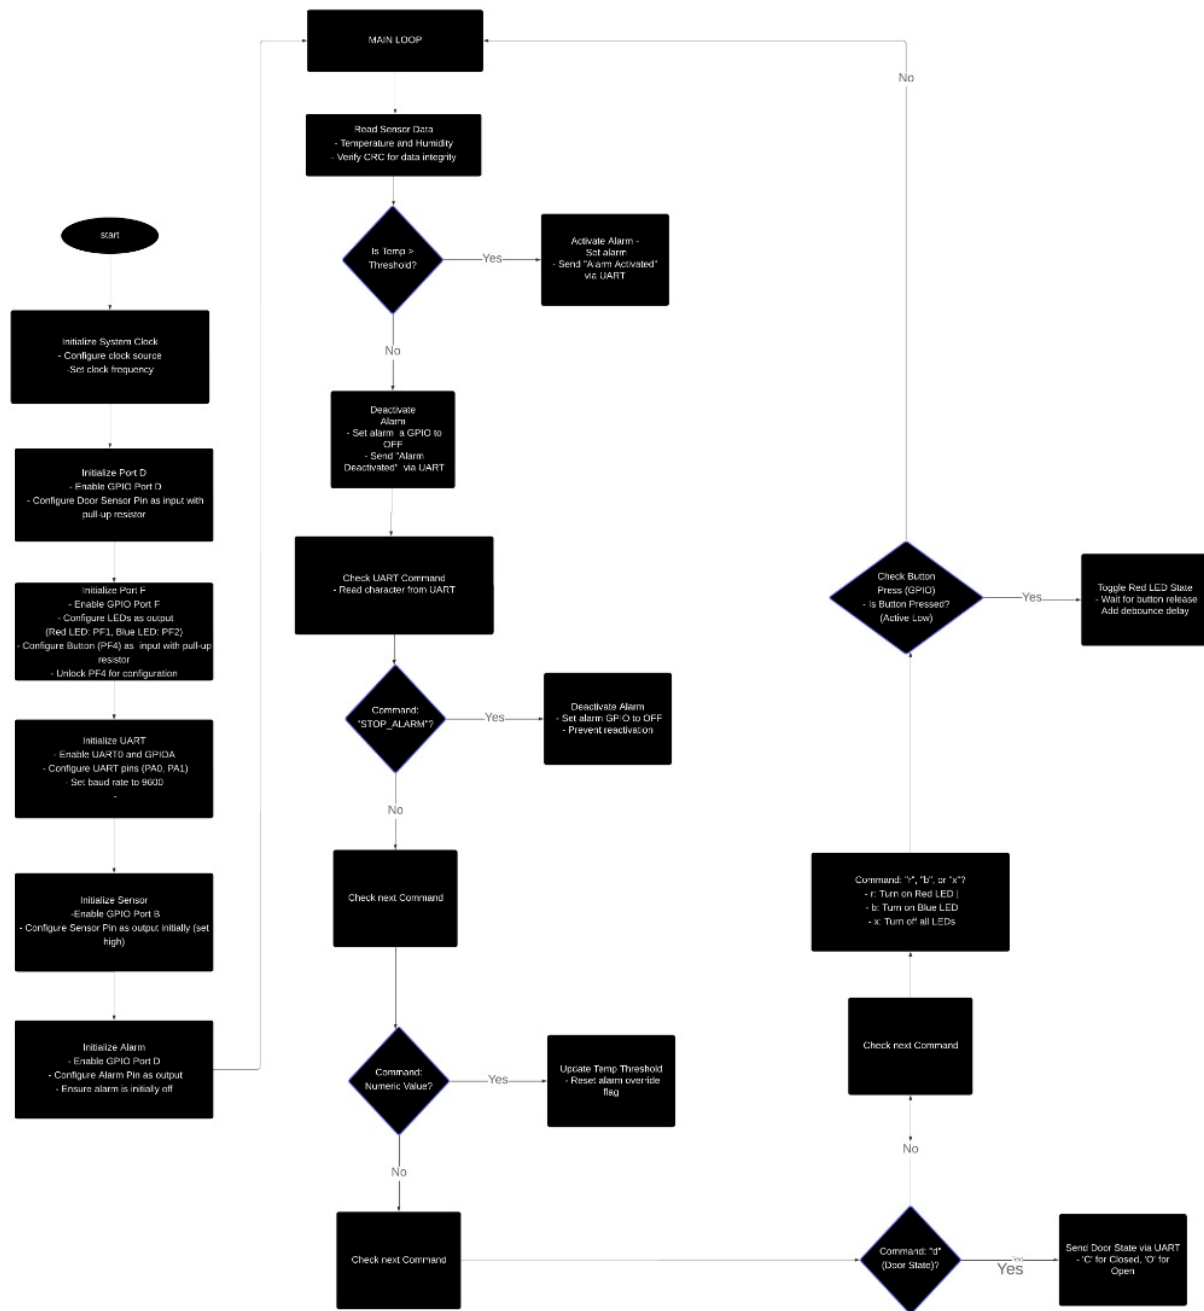 start
Initialize System Clock
- Configure clock source
-Set clock frequency
Initialize Port D
- Enable GPIO Port D
- Configure Door Sensor Pin as input with
pull-up resistor
Initialize Port F
- Enable GPIO Port F
- Configure LEDs as output
(Red LED: PF1, Blue LED: PF2)
- Configure Button (PF4) as input with pull-up
resistor
- Unlock PF4 for configuration
Initialize UART
- Enable UART0 and GPIOA
- Configure UART pins (PA0, PA1)
- Set baud rate to 9600
-
Initialize Sensor
-Enable GPIO Port B
- Configure Sensor Pin as output initially (set
high)
Initialize Alarm
- Enable GPIO Port D
- Configure Alarm Pin as output
- Ensure alarm is initially off
MAIN LOOP
Read Sensor Data
- Temperature and Humidity
- Verify CRC for data integrity
Is Temp >
Threshold?
Yes
Activate Alarm -
Set alarm
- Send "Alarm Activated"
via UART
No
Deactivate
Alarm
- Set alarm a GPIO to
OFF
- Send "Alarm
Deactivated" via UART
Check UART Command
- Read character from UART
Command:
"STOP_ALARM"?
Yes
Deactivate Alarm
- Set alarm GPIO to OFF
- Prevent reactivation
No
Check next Command
Command:
Numeric Value?
Yes
Update Temp Threshold
- Reset alarm override
flag
No
Check next Command
Command: "d"
(Door State)?
Yes
Yes
Send Door State via UART
- 'C' for Closed, 'O' for
Open
No
Check next Command
Command: "r", "b", or "x"?
- r: Turn on Red LED |
- b: Turn on Blue LED
- x: Turn off all LEDs
Check Button
Press (GPIO)
- Is Button Pressed?
(Active Low)
Yes
Toggle Red LED State
- Wait for button release
Add debounce delay
No